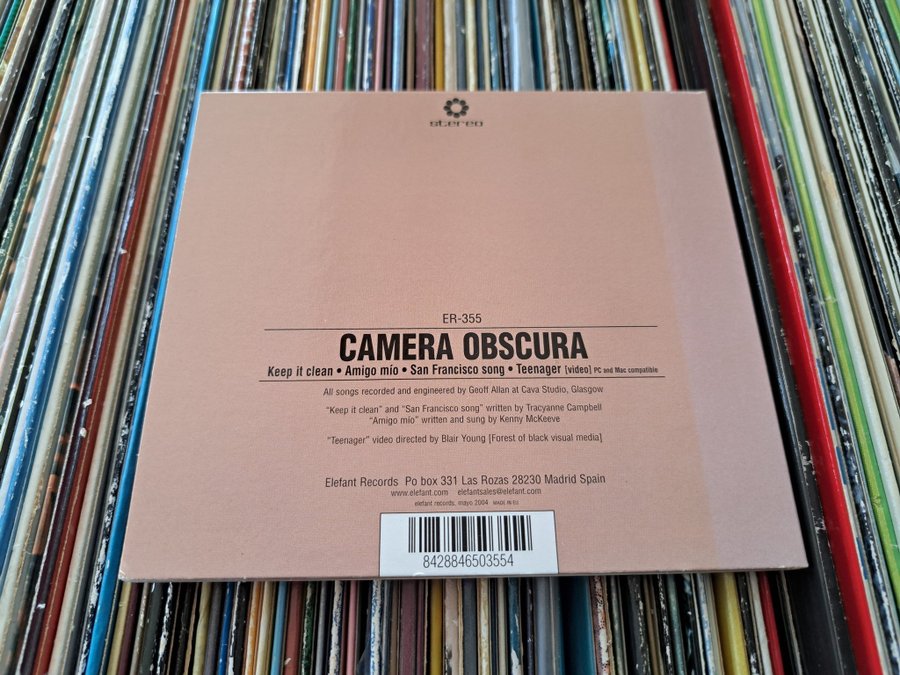 stereo
ER-355
CAMERA OBSCURA
Keep it clean • Amigo mío • San Francisco song • Teenager [video] PC and Mac compatible
All songs recorded and engineered by Geoff Allan at Cava Studio, Glasgow
"Keep it clean" and "San Francisco song" written by Tracyanne Campbell
"Amigo mío" written and sung by Kenny McKeeve
"Teenager" video directed by Blair Young [Forest of black visual media]
Elefant Records Po box 331 Las Rozas 28230 Madrid Spain
www.elefant.com elefantsales@elefant.com
elefant records, mayo 2004 MADE IN EU.
8428846503554